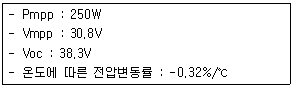 - Pmpp : 250W
- Vmpp : 30.8V
- Voc : 38.3V
- 온도에 따른 전압변동률 : -0.32%/℃